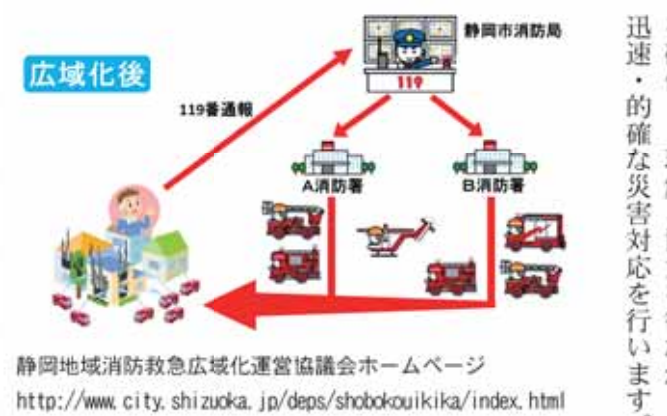 広域化後
静岡市消防局
119
119番通報
A消防署
B消防署
迅速・的確な災害対応を行います
静岡地域消防救急広域化運営協議会ホームページ
http://www.city.shizuoka.jp/deps/shobokouikika/index.html